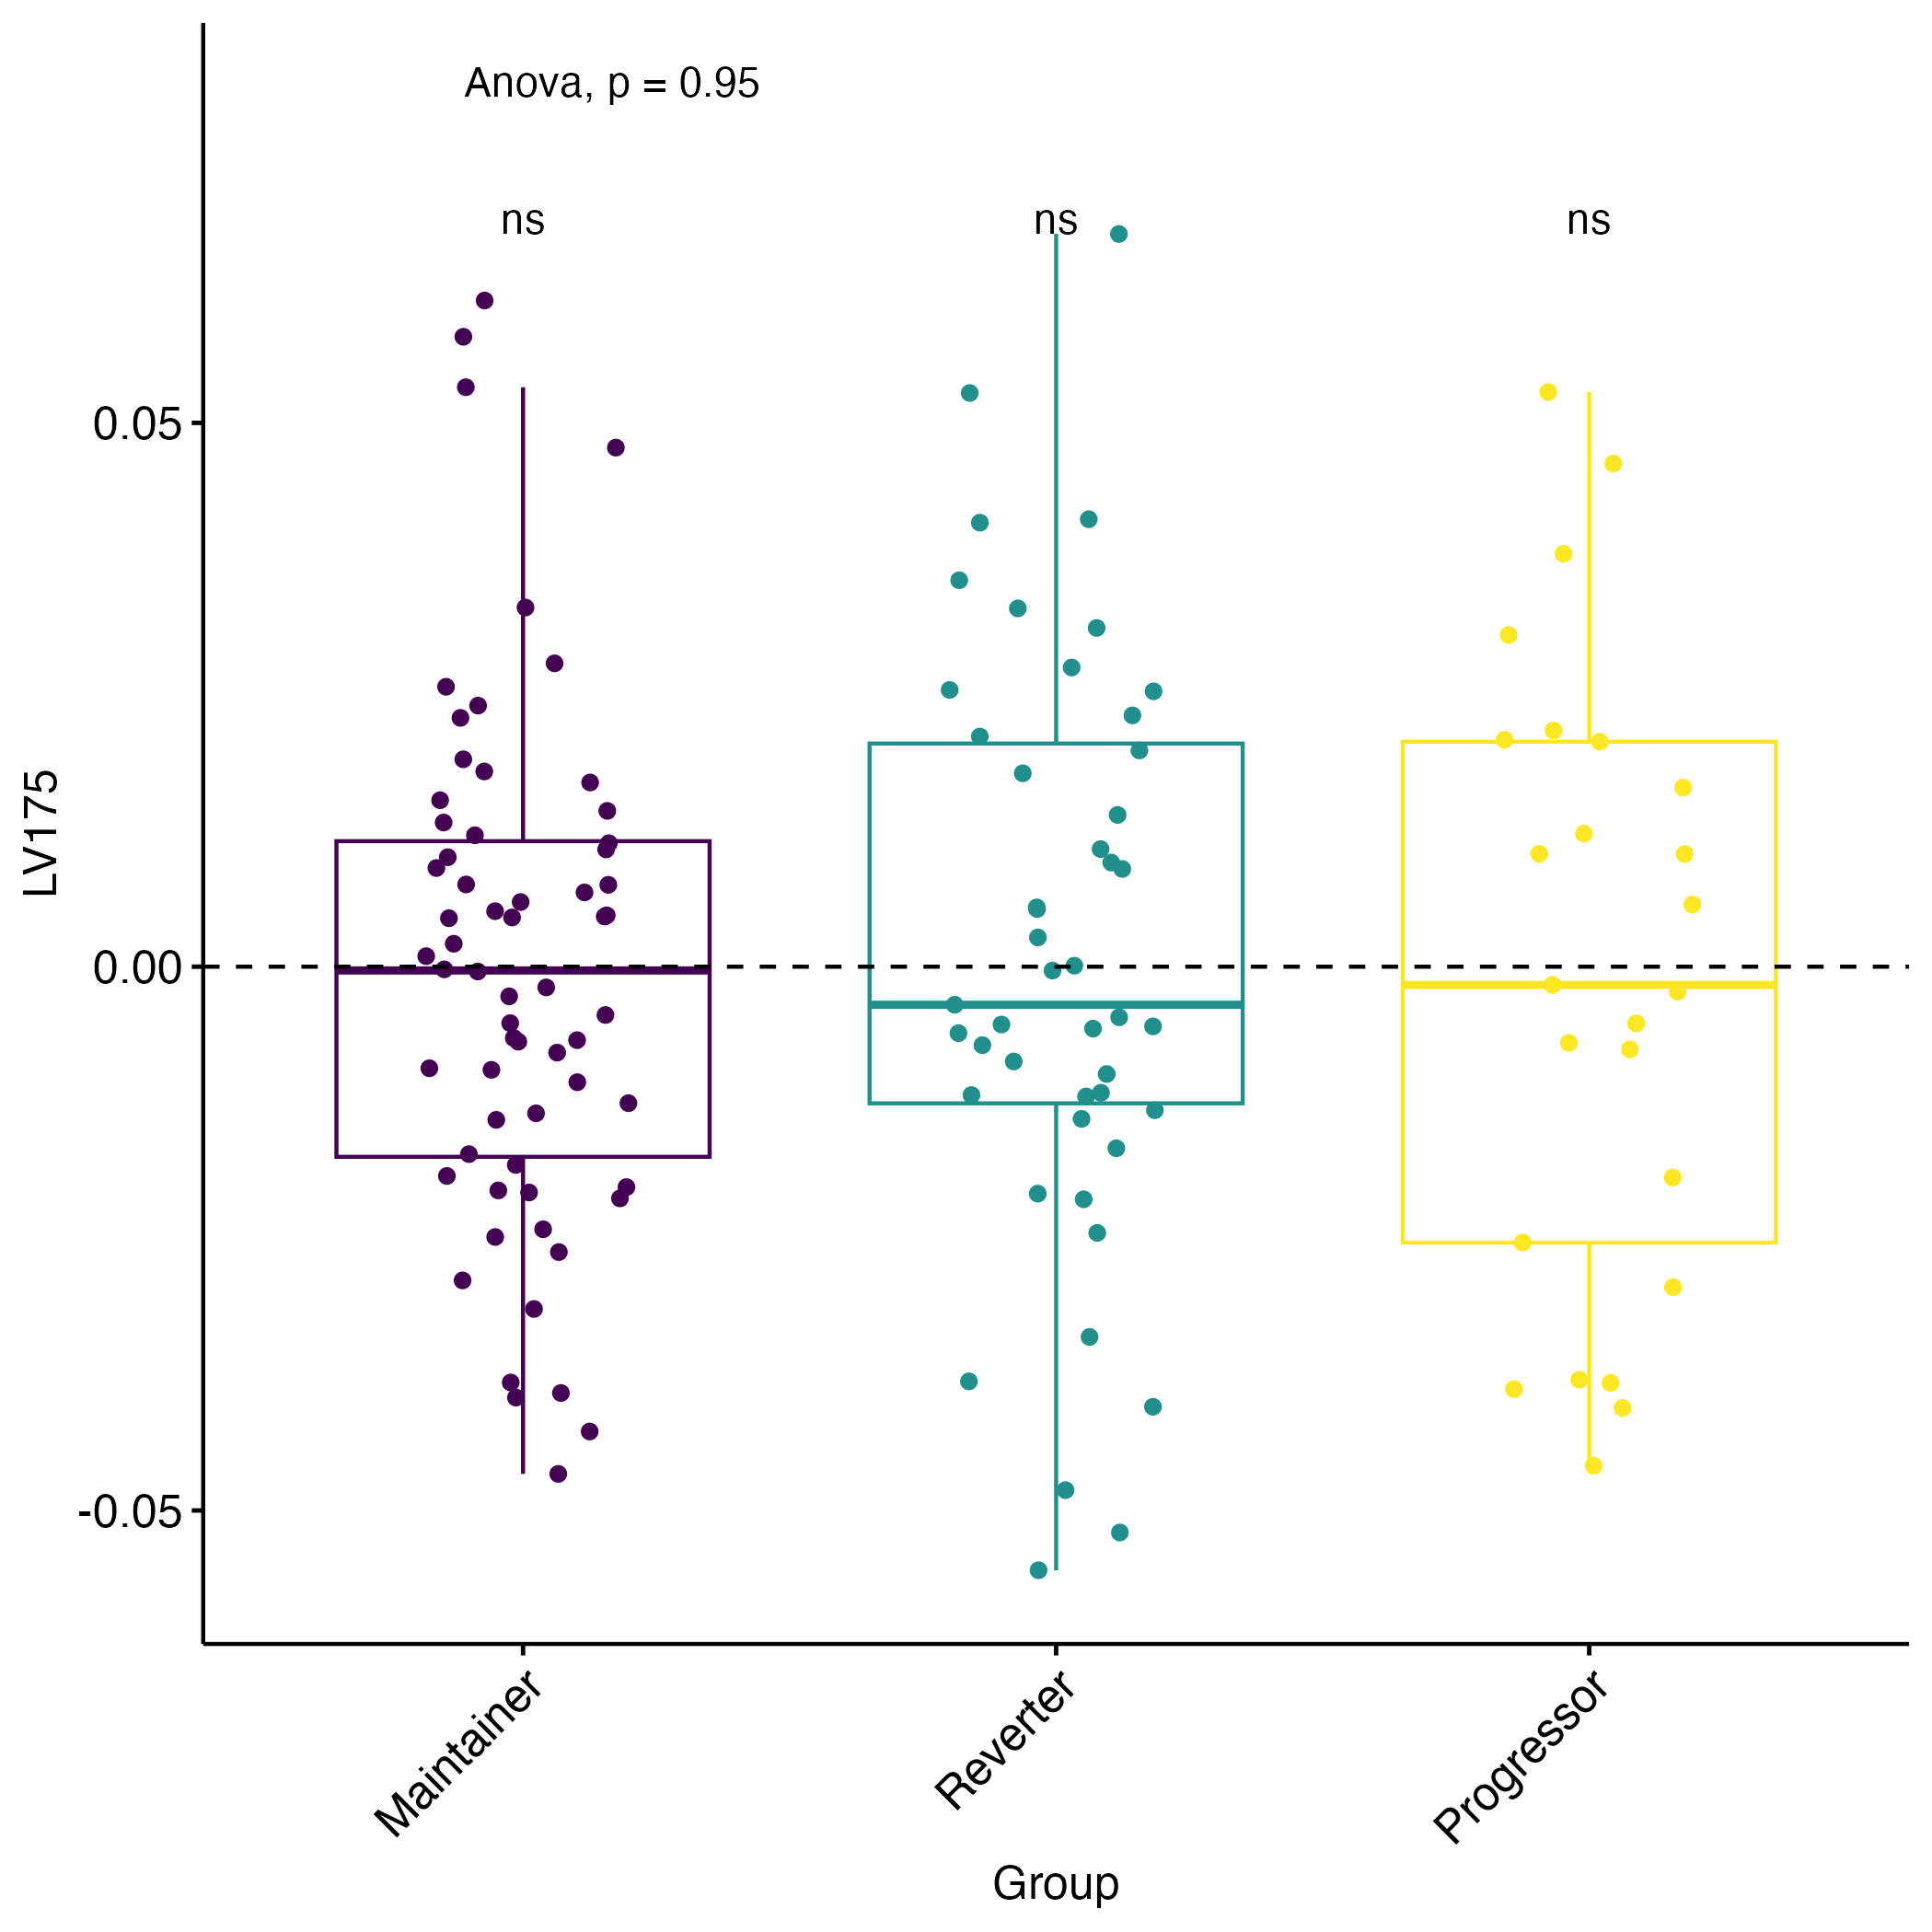 Anova, p = 0.95
ns ns ns
0.05
0.00
-0.05
LV175
Maintainer
Reverter
Progressor
Group